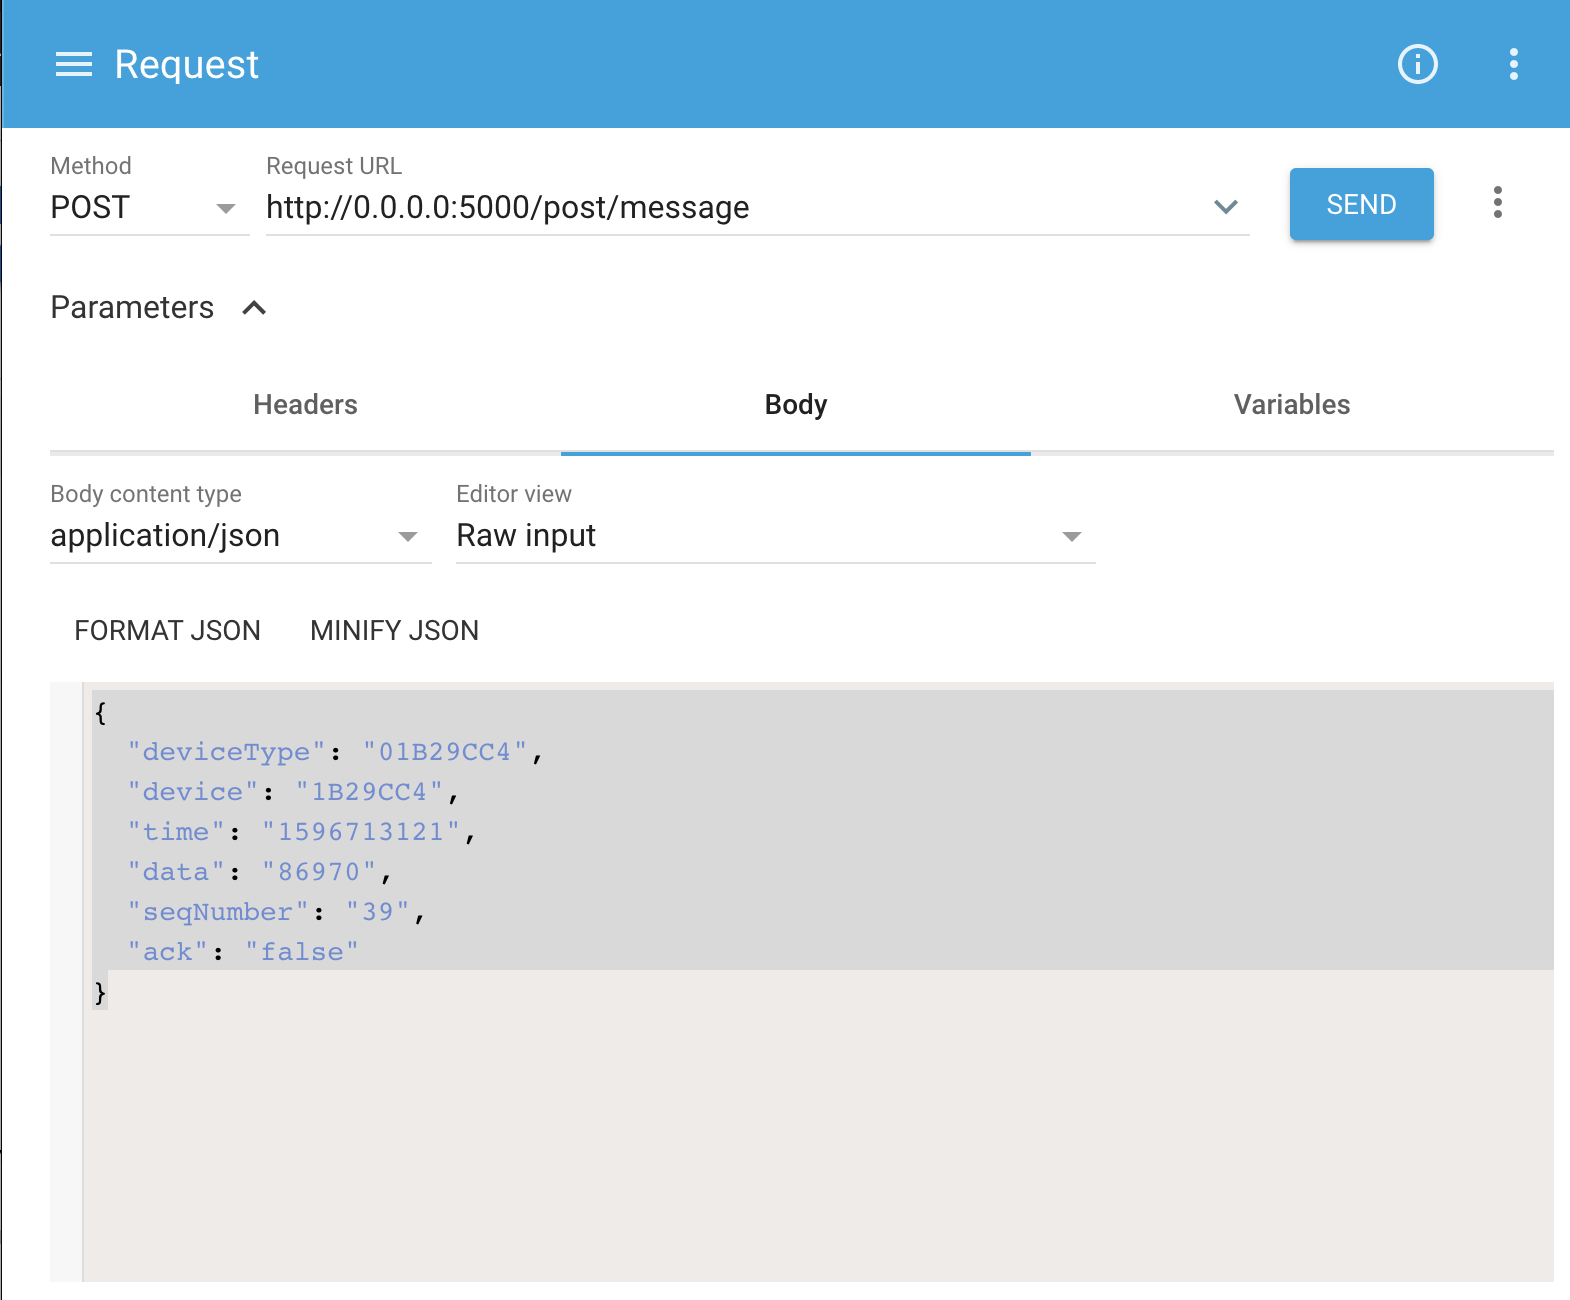 Request
Method
Request URL
POST
http://0.0.0.0:5000/post/message
SEND
Parameters
Headers
Body
Variables
Body content type
Editor view
application/json
Raw input
FORMAT JSON
MINIFY JSON
{
"deviceType": "01B29CC4",
"device": "1B29CC4",
"time": "1596713121",
"data": "86970",
"seqNumber": "39",
"ack": "false"
}